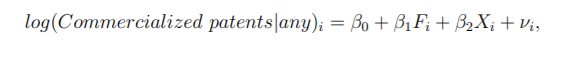 log(Commercialized patents|any)ᵢ = β₀ + β₁Fᵢ + β₂Xᵢ + νᵢ,